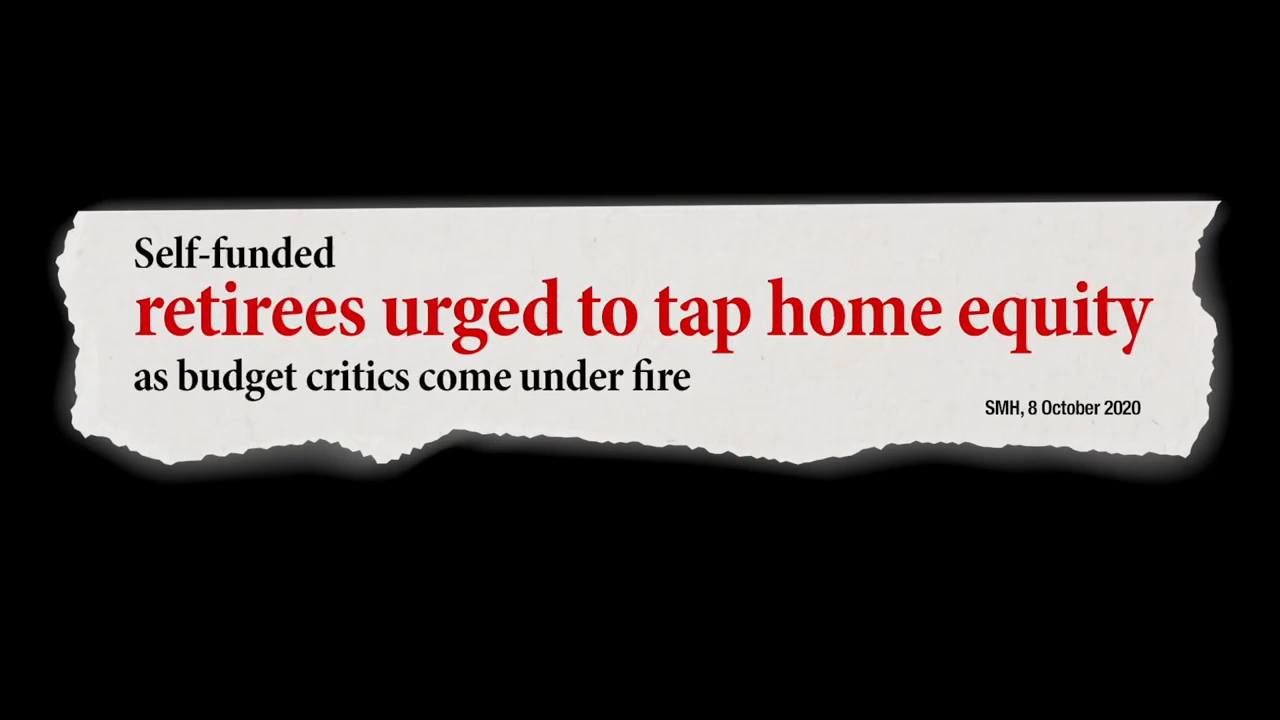 Self-funded
retirees urged to tap home equity
as budget critics come under fire
SMH, 8 October 2020